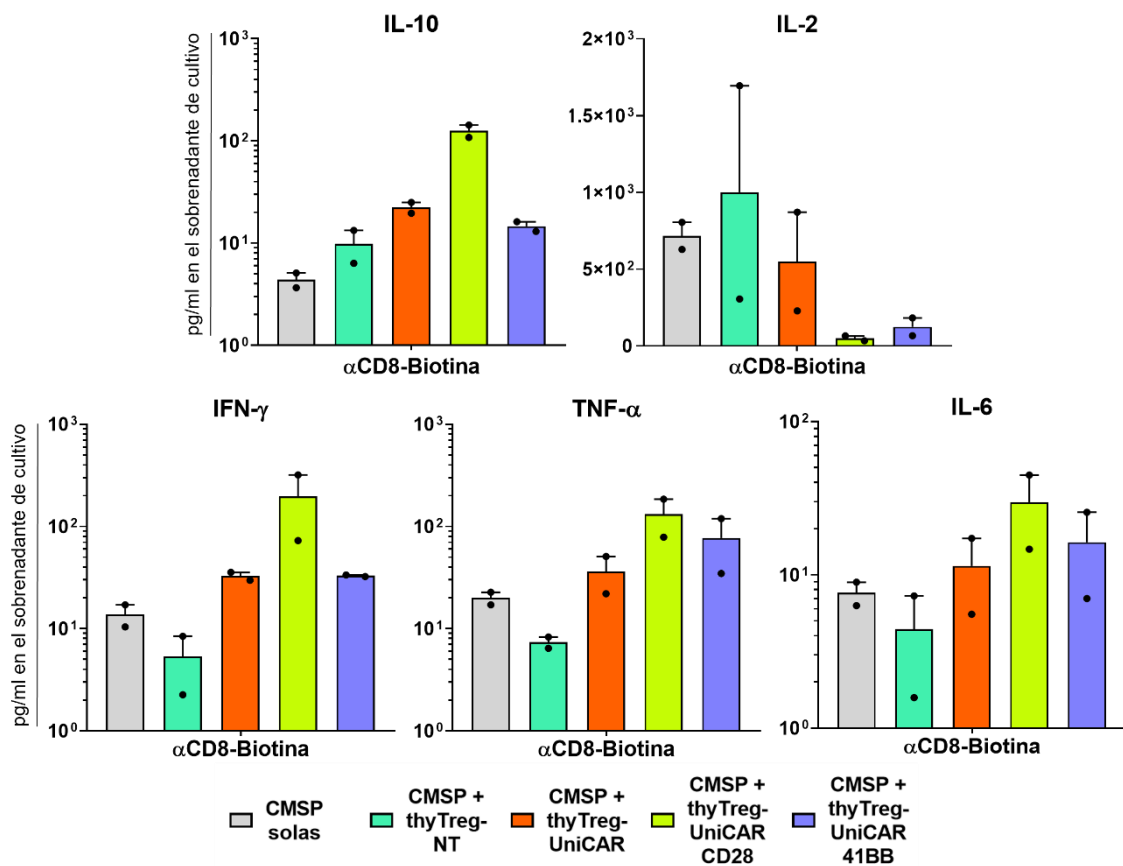 IL-10
IL-2
pg/ml en el sobrenadante de cultivo
10³
10²
10¹
10⁰
αCD8-Biotina
2×10³
1.5×10³
1×10³
5×10²
0
αCD8-Biotina
IFN-γ
TNF-α
IL-6
pg/ml en el sobrenadante de cultivo
10³
10²
10¹
10⁰
αCD8-Biotina
10³
10²
10¹
10⁰
αCD8-Biotina
10²
10¹
10⁰
αCD8-Biotina
CMSP
solas
CMSP +
thyTreg-
NT
CMSP +
thyTreg-
UniCAR
CMSP +
thyTreg-
UniCAR
CD28
CMSP +
thyTreg-
UniCAR
41BB